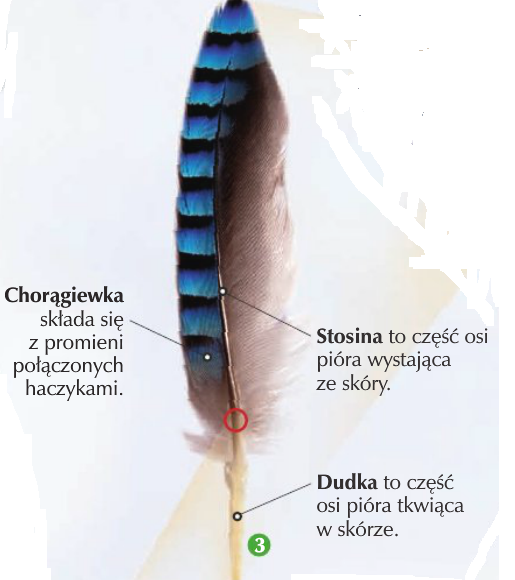 Chorągiewka
składa się
z promieni
połączonych
haczykami.
Stosina to część osi
pióra wystająca
ze skóry.
Dudka to część
osi pióra tkwiąca
w skórze.
3